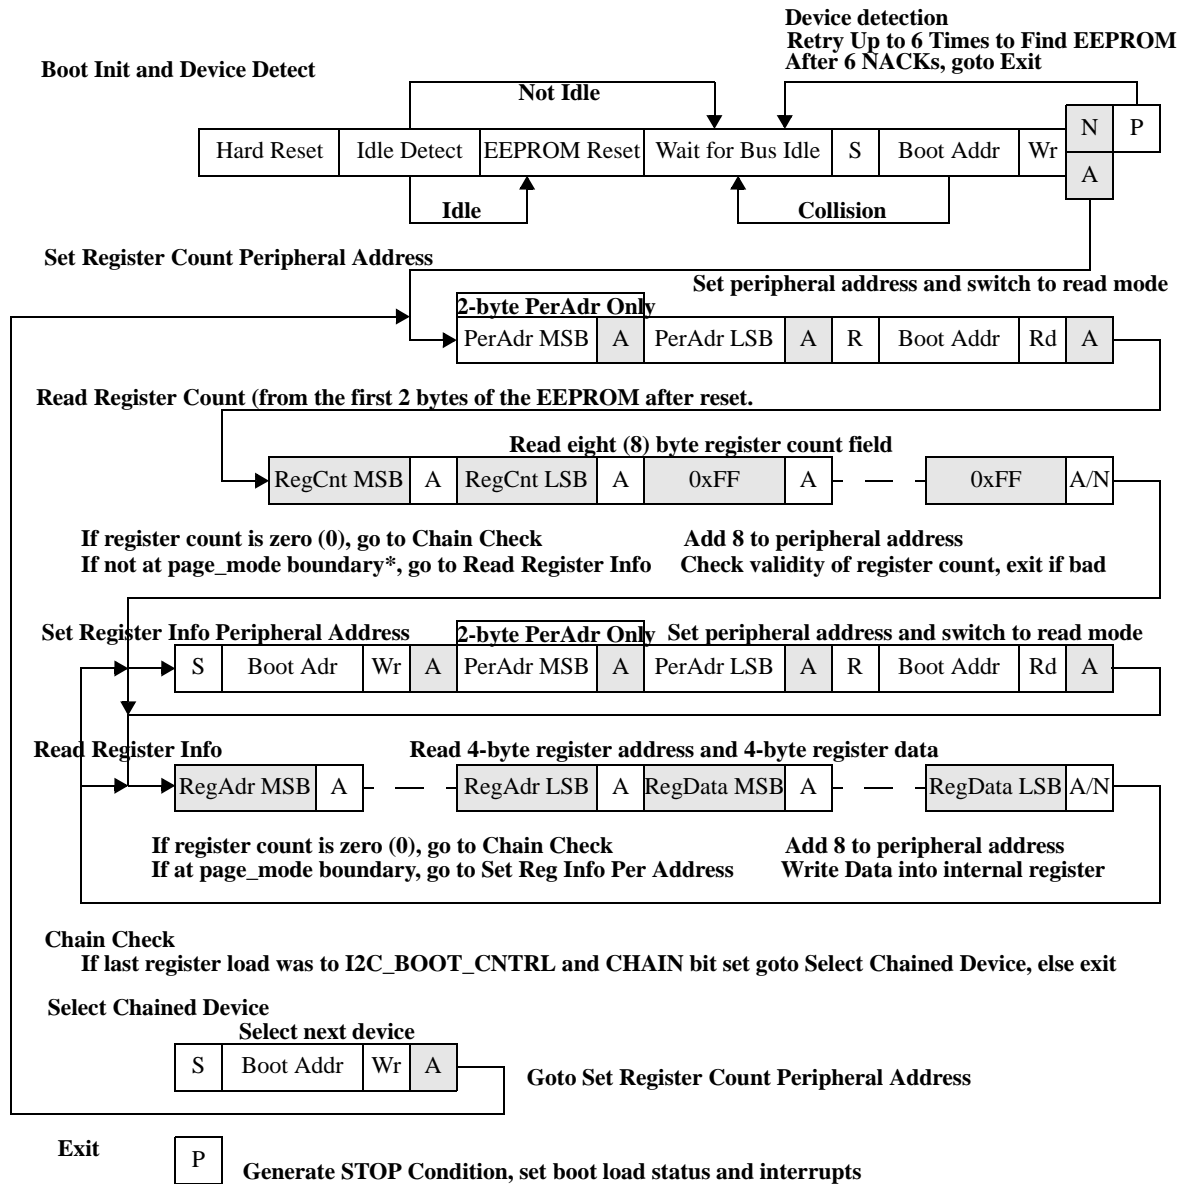 Device detection
Retry Up to 6 Times to Find EEPROM
After 6 NACKs, goto Exit
Boot Init and Device Detect
Not Idle
Hard Reset Idle Detect EEPROM Reset Wait for Bus Idle S Boot Addr Wr N P
A
Idle Collision
Set Register Count Peripheral Address
Set peripheral address and switch to read mode
2-byte PerAdr Only
PerAdr MSB A PerAdr LSB A R Boot Addr Rd A
Read Register Count (from the first 2 bytes of the EEPROM after reset.
Read eight (8) byte register count field
RegCnt MSB A RegCnt LSB A 0xFF A 0xFF A/N
If register count is zero (0), go to Chain Check Add 8 to peripheral address
If not at page_mode boundary*, go to Read Register Info Check validity of register count, exit if bad
Set Register Info Peripheral Address 2-byte PerAdr Only Set peripheral address and switch to read mode
S Boot Adr Wr A PerAdr MSB A PerAdr LSB A R Boot Addr Rd A
Read Register Info Read 4-byte register address and 4-byte register data
RegAdr MSB A RegAdr LSB A RegData MSB A RegData LSB A/N
If register count is zero (0), go to Chain Check Add 8 to peripheral address
If at page_mode boundary, go to Set Reg Info Per Address Write Data into internal register
Chain Check
If last register load was to I2C_BOOT_CNTRL and CHAIN bit set goto Select Chained Device, else exit
Select Chained Device
Select next device
S Boot Addr Wr A
Goto Set Register Count Peripheral Address
Exit
P
Generate STOP Condition, set boot load status and interrupts